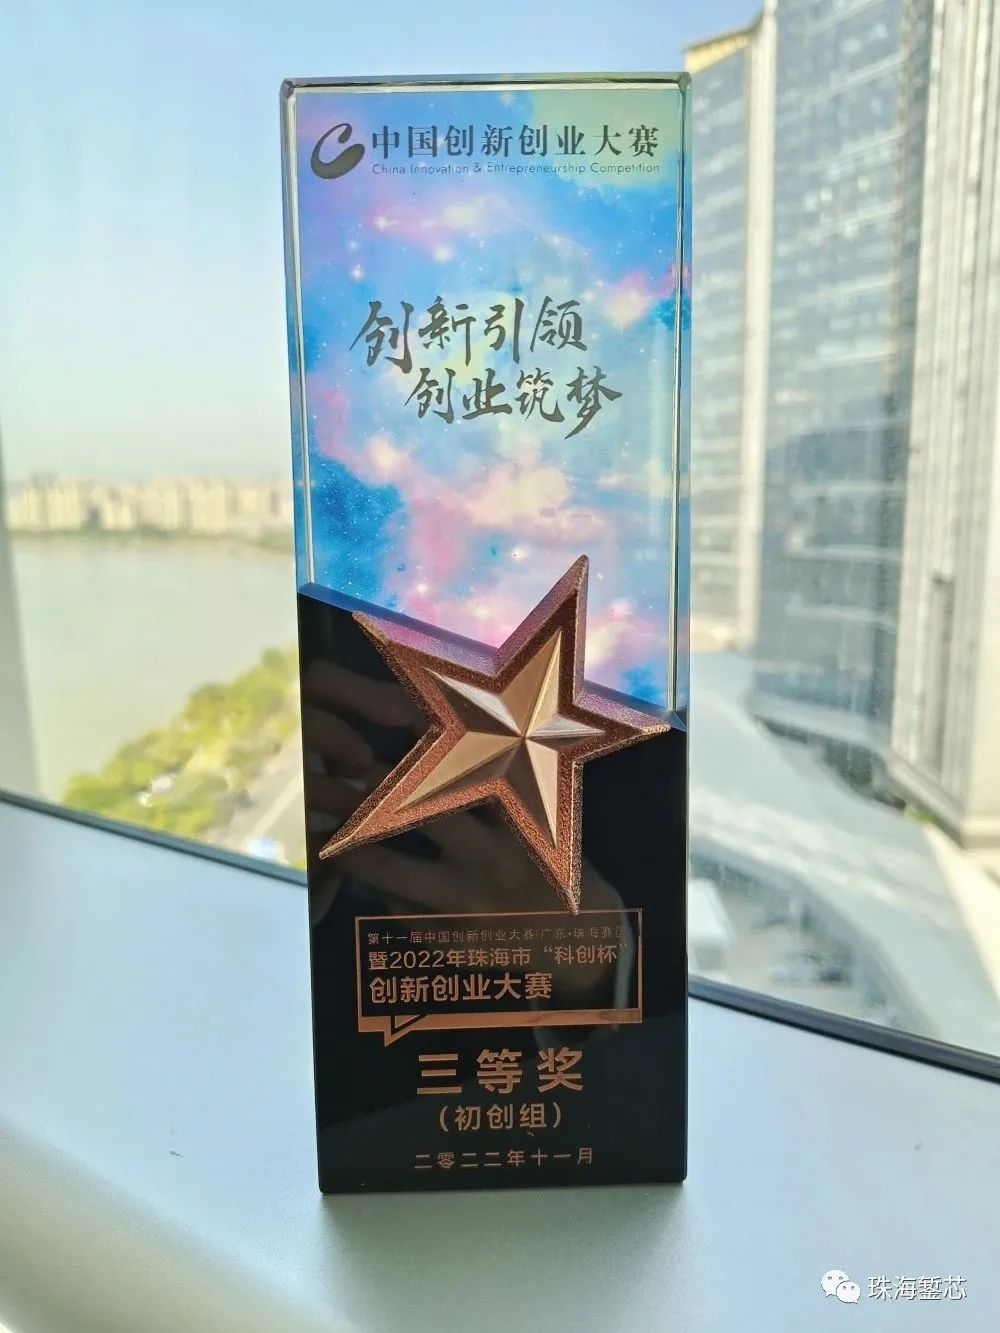 中国创新创业大赛
China Innovation & Entrepreneurship Competition
创新引领
创业筑梦
第十一届中国创新创业大赛(广东·珠海赛区)
暨2022年珠海市“科创杯”
创新创业大赛
三等奖
(初创组)
二零二二年十一月
珠海錾芯